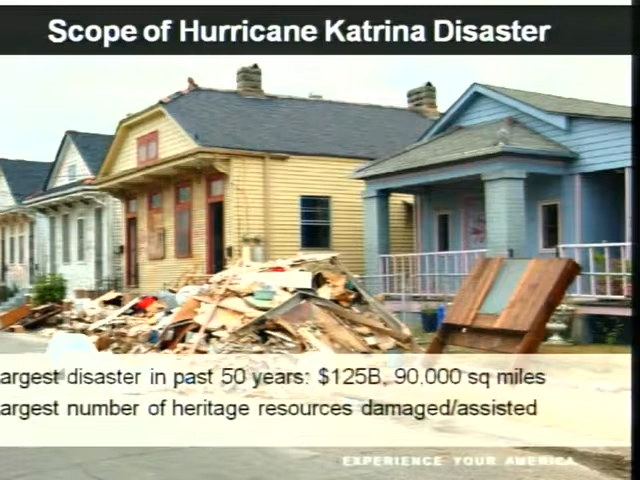 Scope of Hurricane Katrina Disaster
argest disaster in past 50 years: $125B, 90,000 sq miles
argest number of heritage resources damaged/assisted
EXPERIENCE YOUR AMERICA